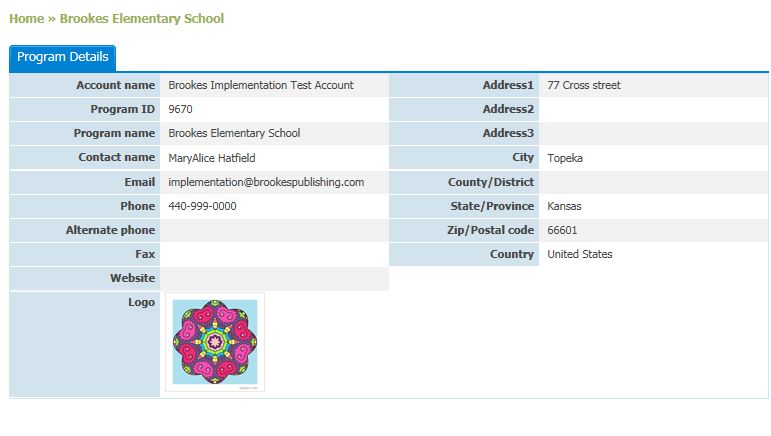 Home » Brookes Elementary School
Program Details
Account name Brookes Implementation Test Account
Program ID 9670
Program name Brookes Elementary School
Contact name MaryAlice Hatfield
Email implementation@brookespublishing.com
Phone 440-999-0000
Alternate phone
Fax
Website
Logo
Address1 77 Cross street
Address2
Address3
City Topeka
County/District
State/Province Kansas
Zip/Postal code 66601
Country United States